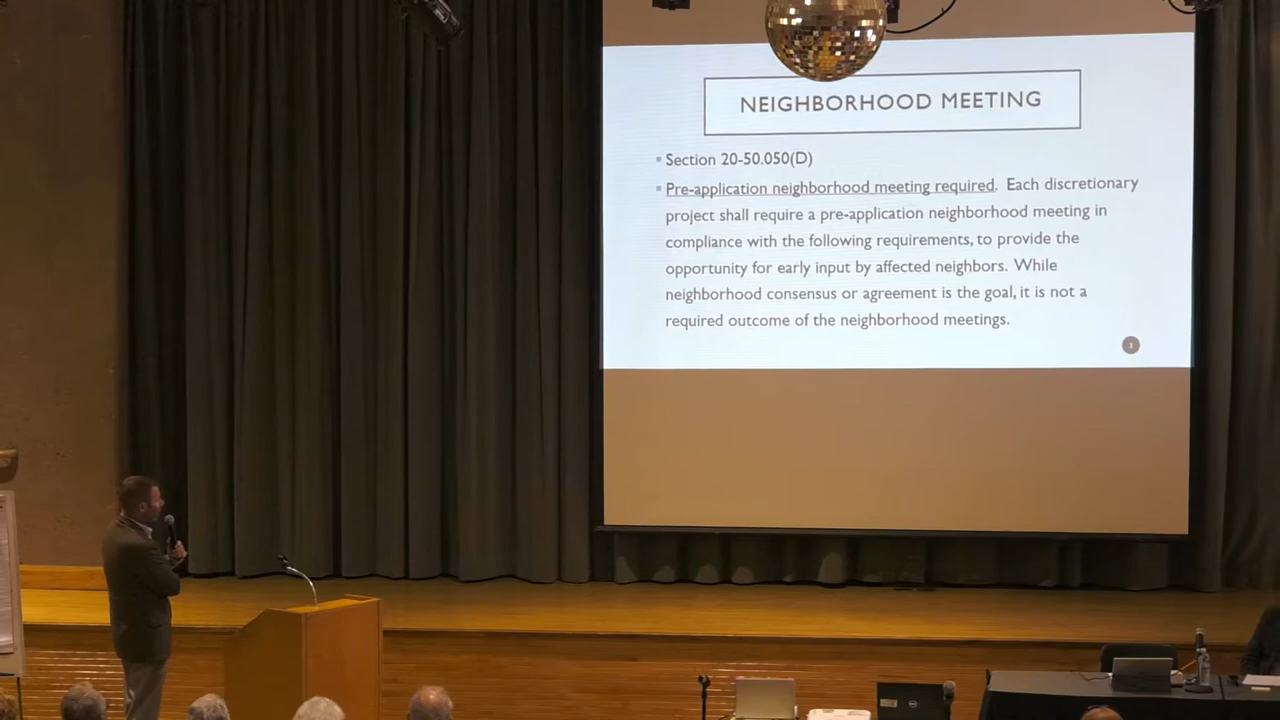 NEIGHBORHOOD MEETING
Section 20-50.050(D)
Pre-application neighborhood meeting required. Each discretionary
project shall require a pre-application neighborhood meeting in
compliance with the following requirements, to provide the
opportunity for early input by affected neighbors. While
neighborhood consensus or agreement is the goal, it is not a
required outcome of the neighborhood meetings.